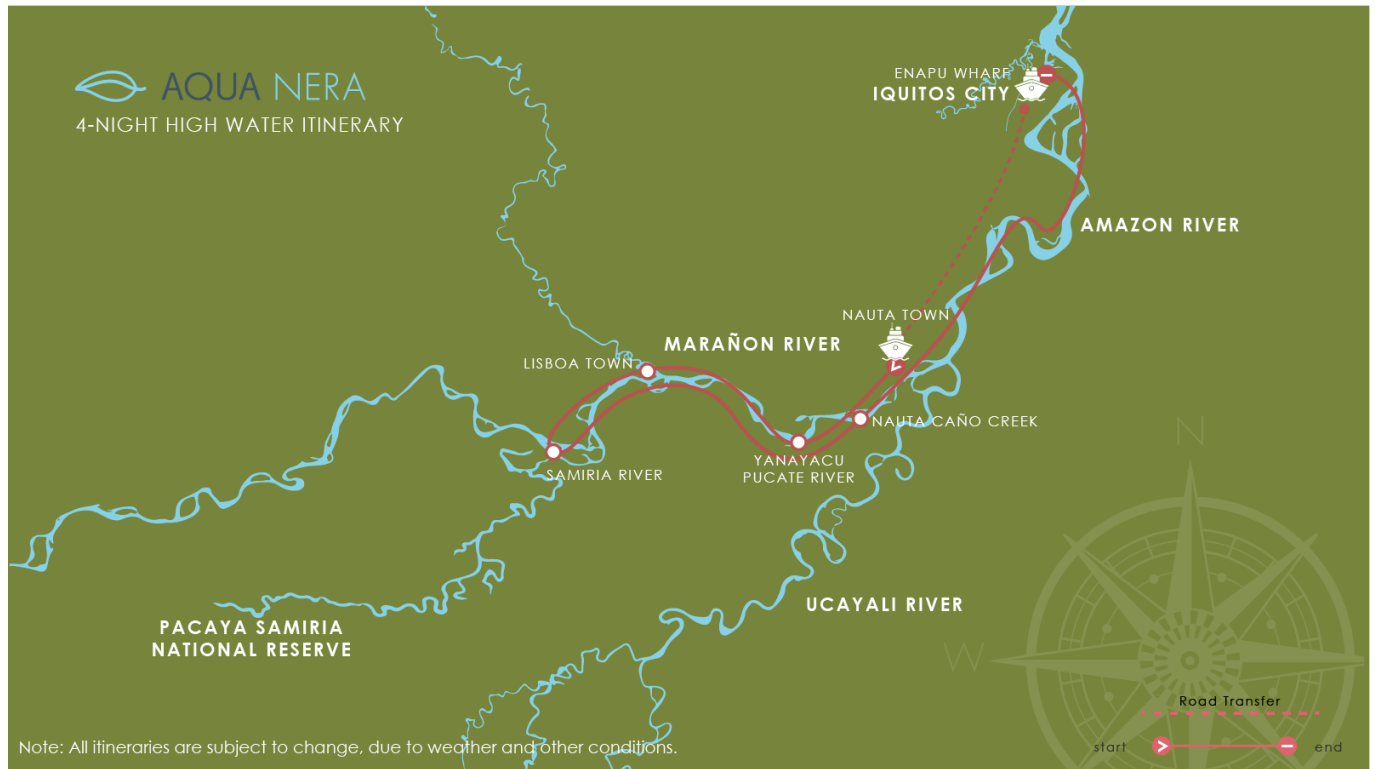 AQUA NERA
4-NIGHT HIGH WATER ITINERARY
ENAPU WHARF
IQUITOS CITY
AMAZON RIVER
NAUTA TOWN
MARAÑON RIVER
LISBOA TOWN
NAUTA CAÑO CREEK
YANAYACU
PUCATE RIVER
SAMIRIA RIVER
UCAYALI RIVER
PACAYA SAMIRIA
NATIONAL RESERVE
N
W
Road Transfer
start
end
Note: All itineraries are subject to change, due to weather and other conditions.